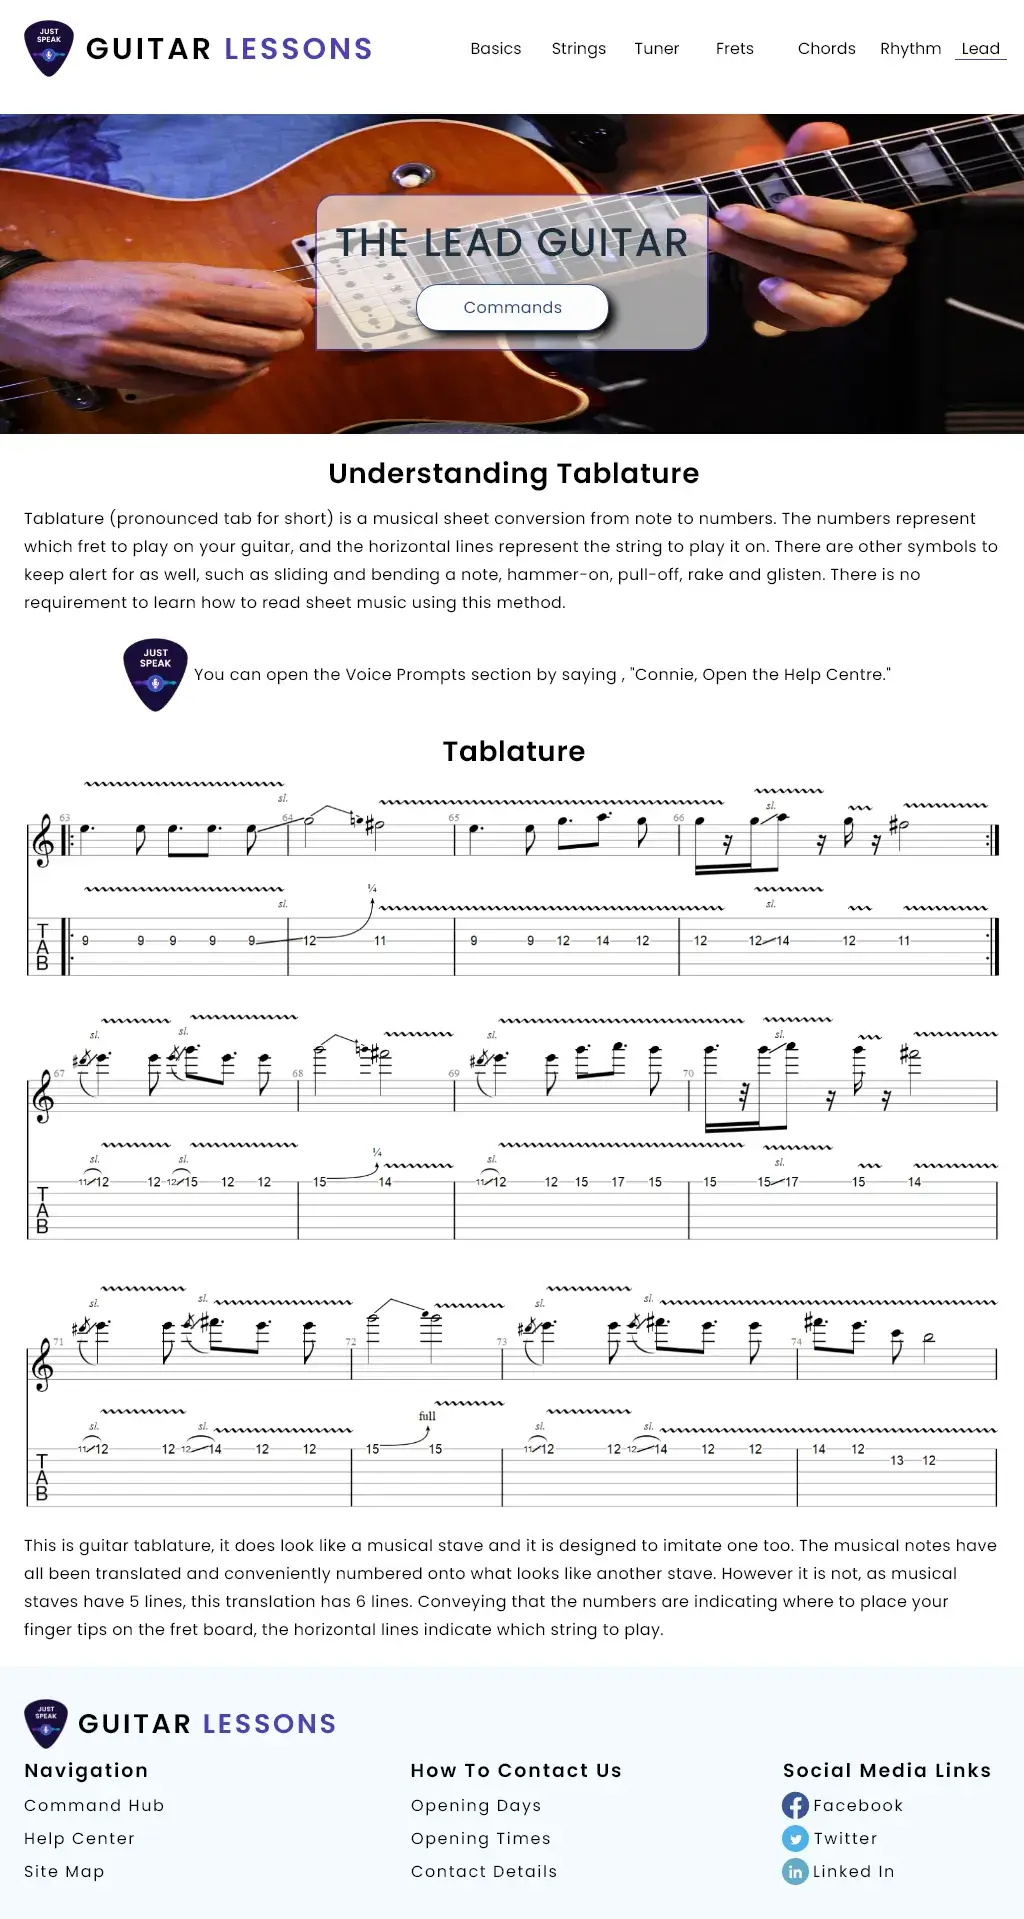 JUST
SPEAK
GUITAR LESSONS
Basics Strings Tuner Frets Chords Rhythm Lead
THE LEAD GUITAR
Commands
Understanding Tablature
Tablature (pronounced tab for short) is a musical sheet conversion from note to numbers. The numbers represent
which fret to play on your guitar, and the horizontal lines represent the string to play it on. There are other symbols to
keep alert for as well, such as sliding and bending a note, hammer-on, pull-off, rake and glisten. There is no
requirement to learn how to read sheet music using this method.
JUST
SPEAK
You can open the Voice Prompts section by saying , "Connie, Open the Help Centre."
Tablature
sl. sl.
63 64 65 66
¼
sl. sl.
T
A
B
9 9 9 9 9 12 11 9 9 12 14 12 12 12 14 12 11
sl. sl. sl. sl.
67 68 69 70
¼
sl. sl. sl. sl.
11 12 12 12 15 12 12 15 14 11 12 12 15 17 15 15 15 17 15 14
T
A
B
sl. sl. sl. sl.
71 72 73 74
full
sl. sl. sl. sl.
11 12 12 12 14 12 12 15 15 11 12 12 12 14 12 12 14 12
13 12
T
A
B
This is guitar tablature, it does look like a musical stave and it is designed to imitate one too. The musical notes have
all been translated and conveniently numbered onto what looks like another stave. However it is not, as musical
staves have 5 lines, this translation has 6 lines. Conveying that the numbers are indicating where to place your
finger tips on the fret board, the horizontal lines indicate which string to play.
JUST
SPEAK
GUITAR LESSONS
Navigation
Command Hub
Help Center
Site Map
How To Contact Us
Opening Days
Opening Times
Contact Details
Social Media Links
Facebook
Twitter
Linked In